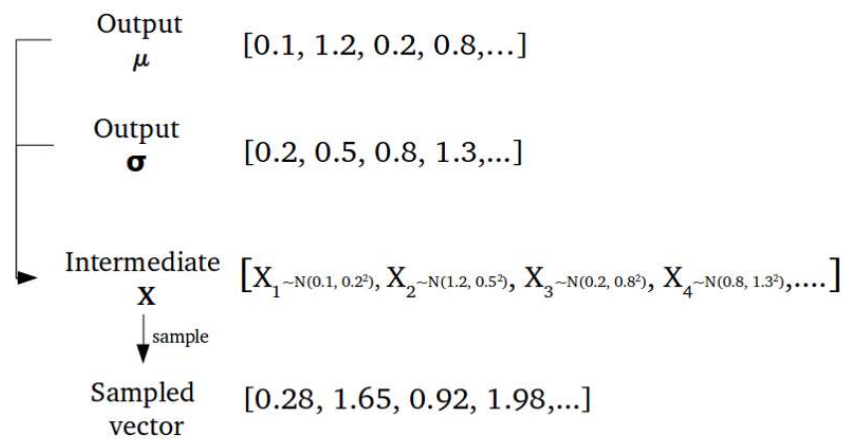 Output
μ
[0.1, 1.2, 0.2, 0.8,...]
Output
σ
[0.2, 0.5, 0.8, 1.3,...]
Intermediate
X
[X₁~N(0.1, 0.2²), X₂~N(1.2, 0.5²), X₃~N(0.2, 0.8²), X₄~N(0.8, 1.3²),....]
sample
Sampled
vector
[0.28, 1.65, 0.92, 1.98,...]